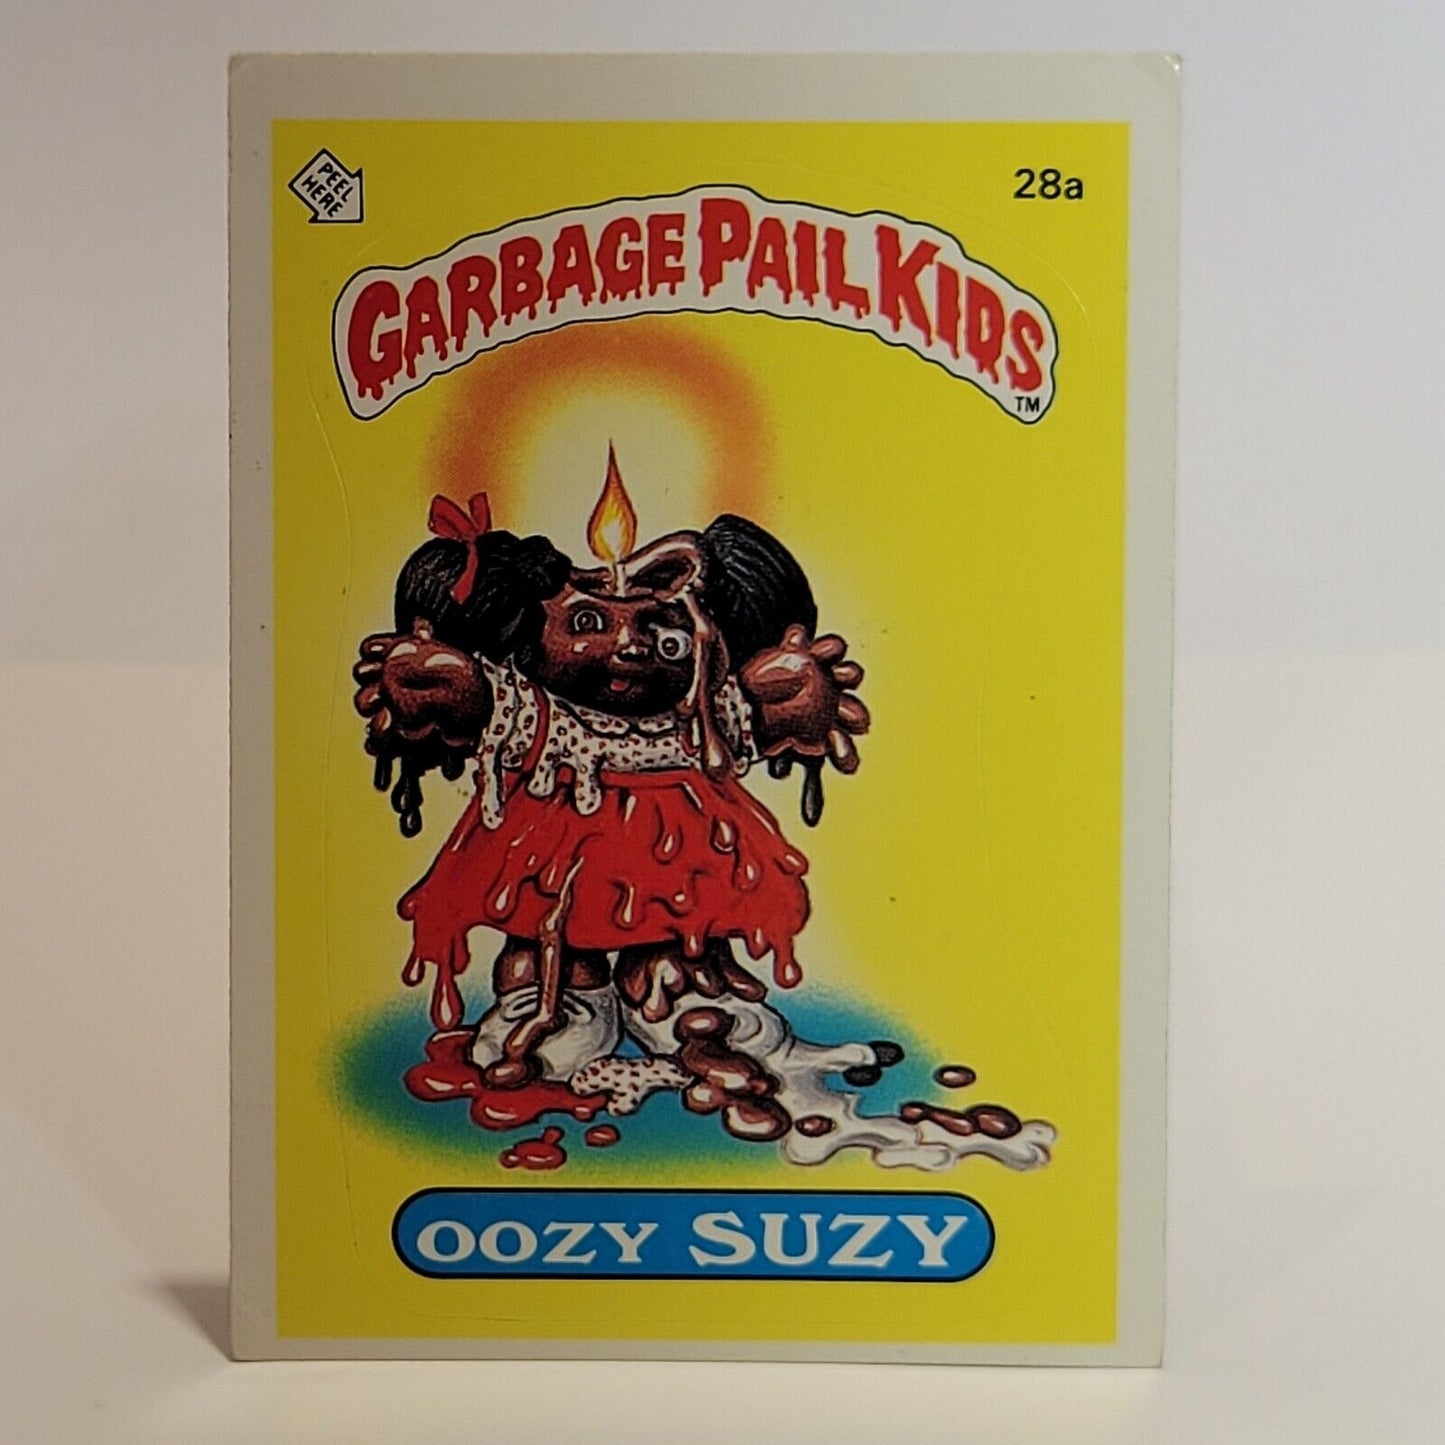 PEEL
HERE
28a
GARBAGE PAIL KIDS
TM
OOZY SUZY